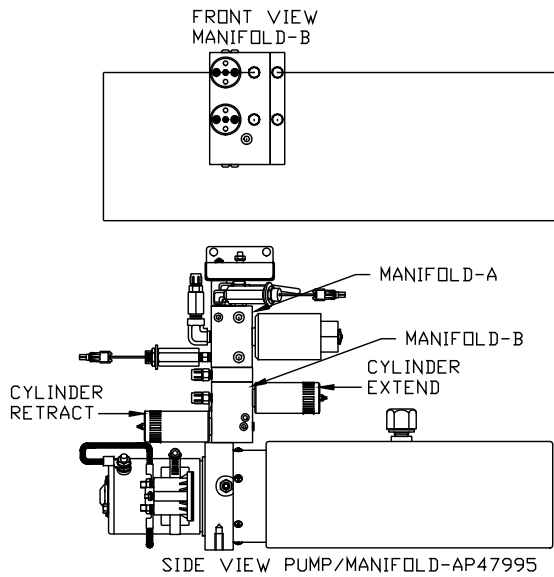 FRONT VIEW
MANIFOLD-B
MANIFOLD-A
MANIFOLD-B
CYLINDER
EXTEND
CYLINDER
RETRACT
SIDE VIEW PUMP/MANIFOLD-AP47995